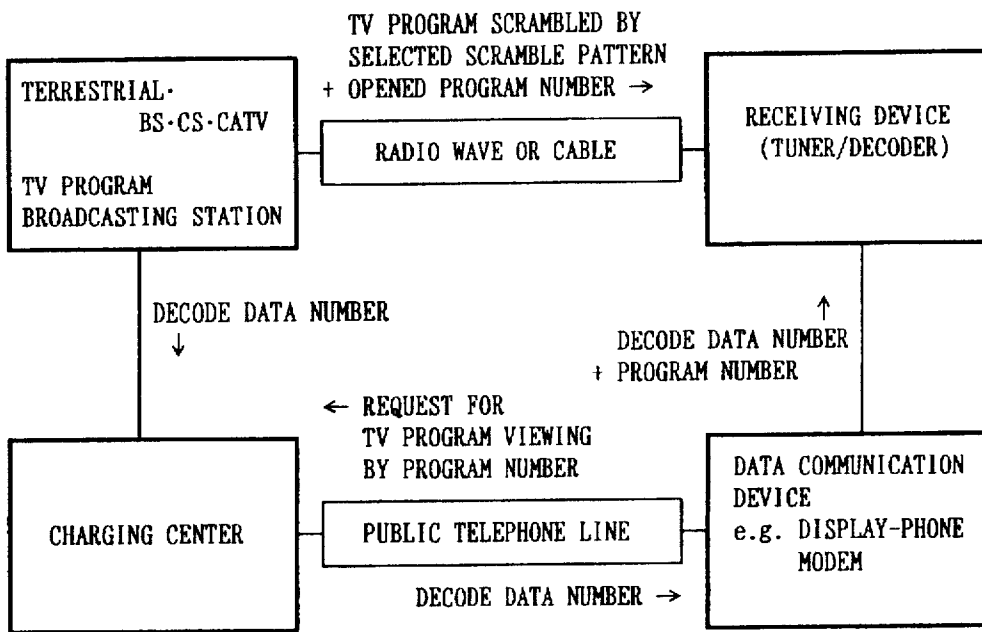 TV PROGRAM SCRAMBLED BY
SELECTED SCRAMBLE PATTERN
+ OPENED PROGRAM NUMBER →
TERRESTRIAL·
BS·CS·CATV
TV PROGRAM
BROADCASTING STATION
RADIO WAVE OR CABLE
RECEIVING DEVICE
(TUNER/DECODER)
DECODE DATA NUMBER
↓
↑
DECODE DATA NUMBER
+ PROGRAM NUMBER
← REQUEST FOR
TV PROGRAM VIEWING
BY PROGRAM NUMBER
CHARGING CENTER
PUBLIC TELEPHONE LINE
DATA COMMUNICATION
DEVICE
e.g. DISPLAY-PHONE
MODEM
DECODE DATA NUMBER →